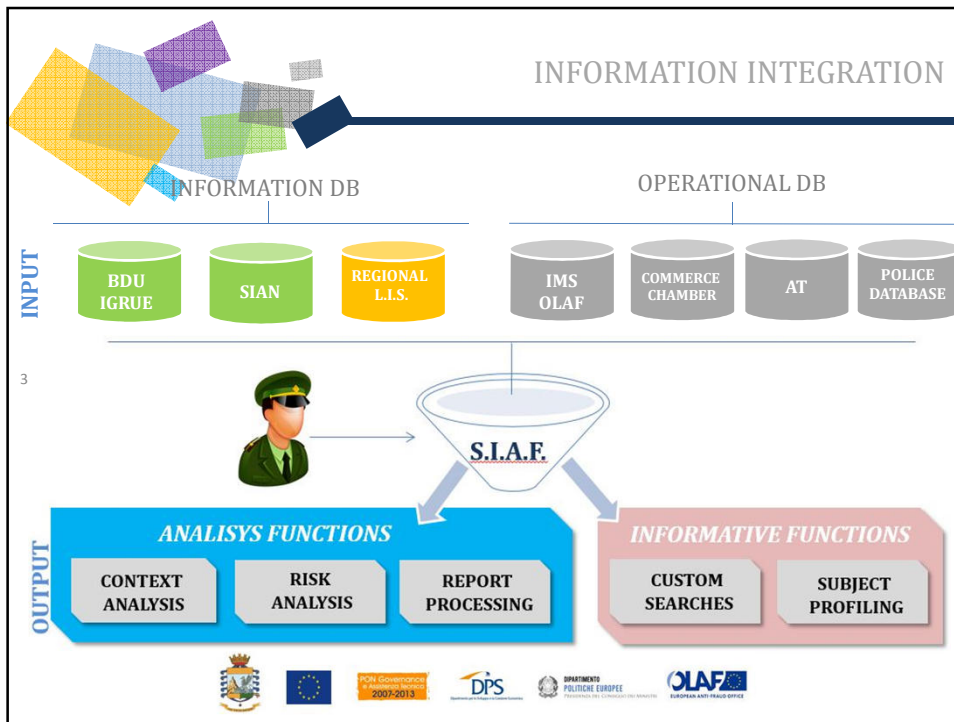 INFORMATION INTEGRATION
INFORMATION DB
OPERATIONAL DB
INPUT
BDU
IGRUE
SIAN
REGIONAL
L.I.S.
IMS
OLAF
COMMERCE
CHAMBER
AT
POLICE
DATABASE
3
S.I.A.F.
OUTPUT
ANALISYS FUNCTIONS
CONTEXT
ANALYSIS
RISK
ANALYSIS
REPORT
PROCESSING
INFORMATIVE FUNCTIONS
CUSTOM
SEARCHES
SUBJECT
PROFILING
PON Governance
e Assistenza Tecnica
2007-2013
DPS
DIPARTIMENTO
POLITICHE EUROPEE
OLAF
EUROPEAN ANTI-FRAUD OFFICE